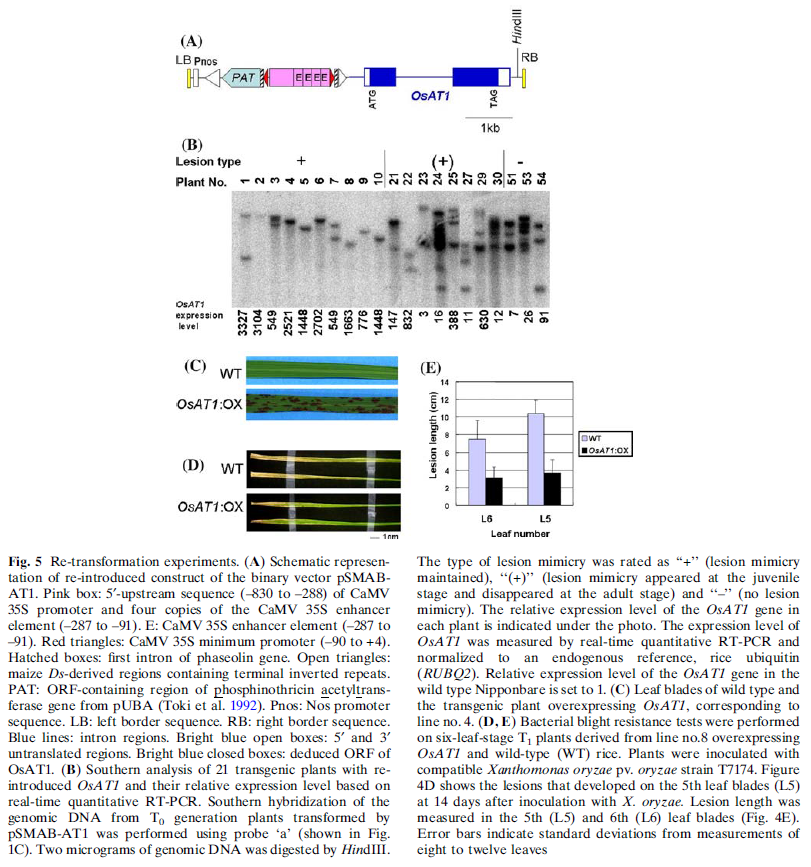 (A)
HindIII
LB Pnos
RB
PAT
E E E E
ATG
OsAT1
TAG
1kb
(B)
Lesion type + (+) -
Plant No. 1 2 3 4 5 6 7 8 9 10 21 22 23 24 25 27 29 30 51 53 54
OsAT1
expression
level
3327 3104 549 2521 1448 2702 549 1663 776 1448 147 832 3 16 388 11 630 12 7 26 91
(C)
WT
OsAT1:OX
(D)
WT
OsAT1:OX
1cm
(E)
Lesion length (cm)
14
12
10
8
6
4
2
0
L6 L5
Leaf number
WT
OsAT1:OX
Fig. 5 Re-transformation experiments. (A) Schematic represen-
tation of re-introduced construct of the binary vector pSMAB-
AT1. Pink box: 5′-upstream sequence (–830 to –288) of CaMV
35S promoter and four copies of the CaMV 35S enhancer
element (–287 to –91). E: CaMV 35S enhancer element (–287 to
–91). Red triangles: CaMV 35S minimum promoter (–90 to +4).
Hatched boxes: first intron of phaseolin gene. Open triangles:
maize Ds-derived regions containing terminal inverted repeats.
PAT: ORF-containing region of phosphinothricin acetyltrans-
ferase gene from pUBA (Toki et al. 1992). Pnos: Nos promoter
sequence. LB: left border sequence. RB: right border sequence.
Blue lines: intron regions. Bright blue open boxes: 5′ and 3′
untranslated regions. Bright blue closed boxes: deduced ORF of
OsAT1. (B) Southern analysis of 21 transgenic plants with re-
introduced OsAT1 and their relative expression level based on
real-time quantitative RT-PCR. Southern hybridization of the
genomic DNA from T0 generation plants transformed by
pSMAB-AT1 was performed using probe ‘a’ (shown in Fig.
1C). Two micrograms of genomic DNA was digested by HindIII.
The type of lesion mimicry was rated as “+” (lesion mimicry
maintained), “(+)” (lesion mimicry appeared at the juvenile
stage and disappeared at the adult stage) and “–” (no lesion
mimicry). The relative expression level of the OsAT1 gene in
each plant is indicated under the photo. The expression level of
OsAT1 was measured by real-time quantitative RT-PCR and
normalized to an endogenous reference, rice ubiquitin
(RUBQ2). Relative expression level of the OsAT1 gene in the
wild type Nipponbare is set to 1. (C) Leaf blades of wild type and
the transgenic plant overexpressing OsAT1, corresponding to
line no. 4. (D, E) Bacterial blight resistance tests were performed
on six-leaf-stage T1 plants derived from line no.8 overexpressing
OsAT1 and wild-type (WT) rice. Plants were inoculated with
compatible Xanthomonas oryzae pv. oryzae strain T7174. Figure
4D shows the lesions that developed on the 5th leaf blades (L5)
at 14 days after inoculation with X. oryzae. Lesion length was
measured in the 5th (L5) and 6th (L6) leaf blades (Fig. 4E).
Error bars indicate standard deviations from measurements of
eight to twelve leaves